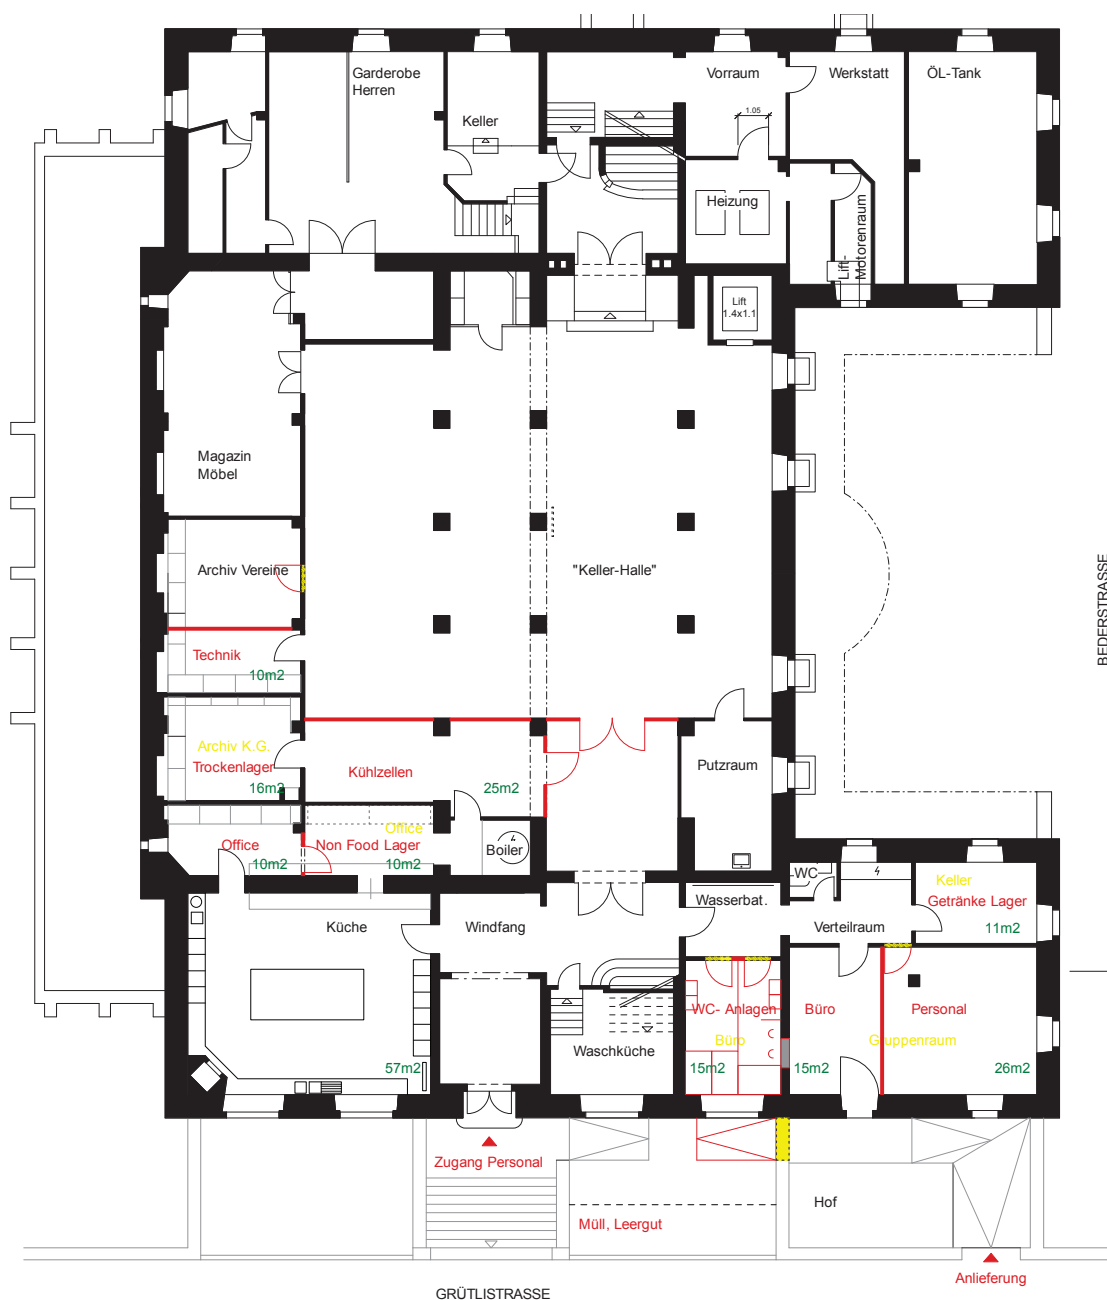 Garderobe
Herren
Keller
Vorraum
1.05
Werkstatt
ÖL-Tank
Heizung
Lift-
Motorenraum
Lift
1.4x1.1
Magazin
Möbel
Archiv Vereine
"Keller-Halle"
BEDERSTRASSE
Technik
10m2
Archiv K.G.
Trockenlager
16m2
Kühlzellen
25m2
Putzraum
Office
10m2
Office
Non Food Lager
10m2
Boiler
WC
Keller
Getränke Lager
11m2
Küche
57m2
Windfang
Wasserbat.
Verteilraum
WC- Anlagen
Büro
15m2
Büro
15m2
Personal
Gruppenraum
26m2
Waschküche
Zugang Personal
Müll, Leergut
Hof
Anlieferung
GRÜTLISTRASSE